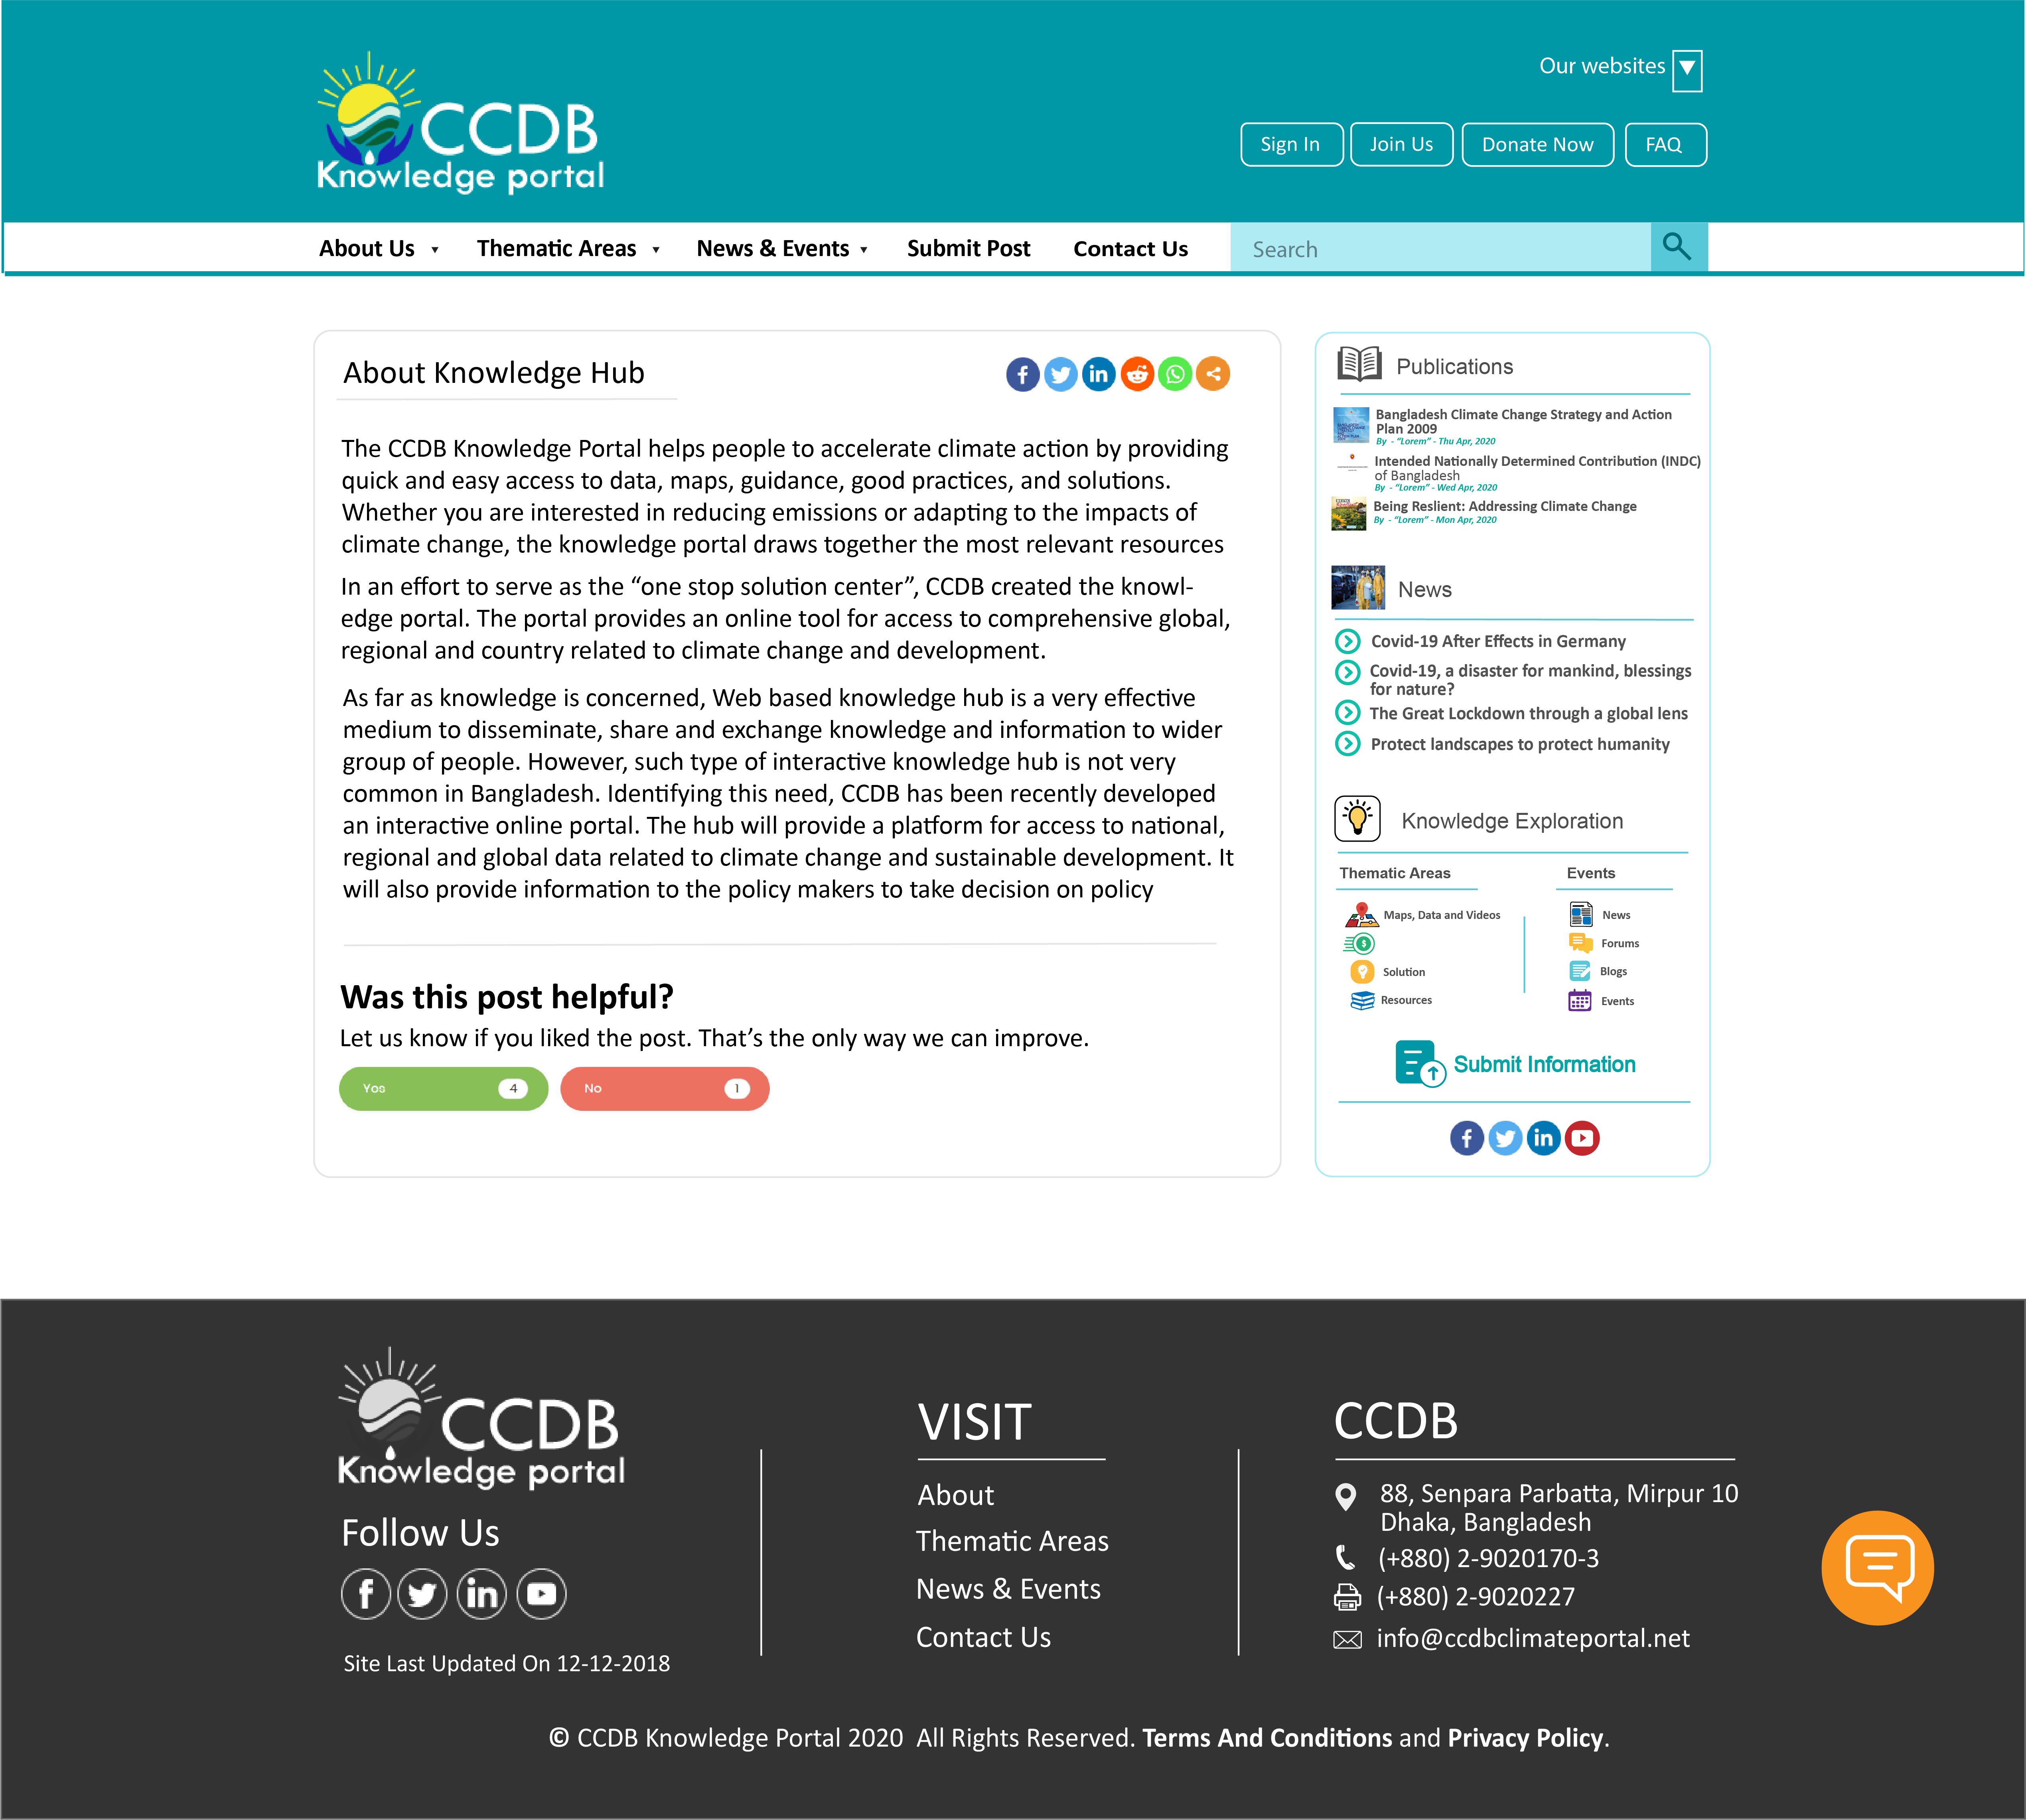 Our websites
CCDB
Knowledge portal
Sign In
Join Us
Donate Now
FAQ
About Us
Thematic Areas
News & Events
Submit Post
Contact Us
Search
About Knowledge Hub
The CCDB Knowledge Portal helps people to accelerate climate action by providing
quick and easy access to data, maps, guidance, good practices, and solutions.
Whether you are interested in reducing emissions or adapting to the impacts of
climate change, the knowledge portal draws together the most relevant resources
In an effort to serve as the “one stop solution center”, CCDB created the knowl-
edge portal. The portal provides an online tool for access to comprehensive global,
regional and country related to climate change and development.
As far as knowledge is concerned, Web based knowledge hub is a very effective
medium to disseminate, share and exchange knowledge and information to wider
group of people. However, such type of interactive knowledge hub is not very
common in Bangladesh. Identifying this need, CCDB has been recently developed
an interactive online portal. The hub will provide a platform for access to national,
regional and global data related to climate change and sustainable development. It
will also provide information to the policy makers to take decision on policy
Was this post helpful?
Let us know if you liked the post. That’s the only way we can improve.
Yes 4
No 1
Publications
Bangladesh Climate Change Strategy and Action
Plan 2009
By - “Lorem” - Thu Apr, 2020
Intended Nationally Determined Contribution (INDC)
of Bangladesh
By - “Lorem” - Wed Apr, 2020
Being Reslient: Addressing Climate Change
By - “Lorem” - Mon Apr, 2020
News
Covid-19 After Effects in Germany
Covid-19, a disaster for mankind, blessings
for nature?
The Great Lockdown through a global lens
Protect landscapes to protect humanity
Knowledge Exploration
Thematic Areas
Maps, Data and Videos
Solution
Resources
Events
News
Forums
Blogs
Events
Submit Information
CCDB
Knowledge portal
Follow Us
Site Last Updated On 12-12-2018
VISIT
About
Thematic Areas
News & Events
Contact Us
CCDB
88, Senpara Parbatta, Mirpur 10
Dhaka, Bangladesh
(+880) 2-9020170-3
(+880) 2-9020227
info@ccdbclimateportal.net
© CCDB Knowledge Portal 2020 All Rights Reserved. Terms And Conditions and Privacy Policy.